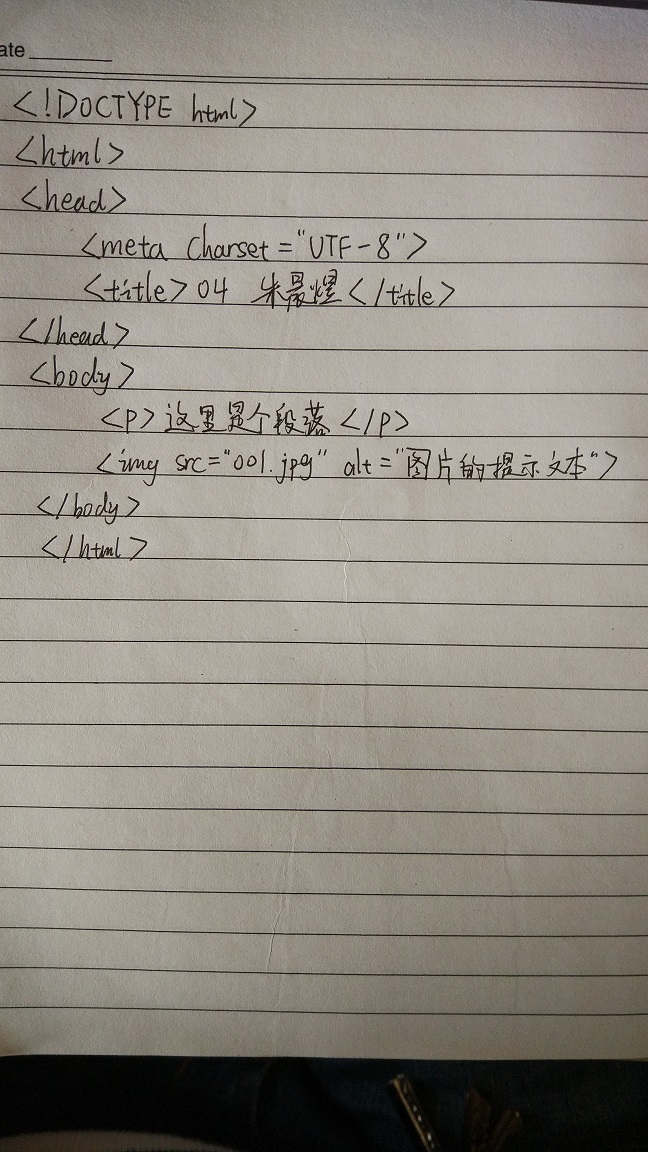 ate
<!DOCTYPE html>
<html>
<head>
<meta charset="UTF-8">
<title>04 朱晨煜</title>
</head>
<body>
<p>这里是个段落</p>
<img src="001.jpg" alt="图片的提示文本">
</body>
</html>